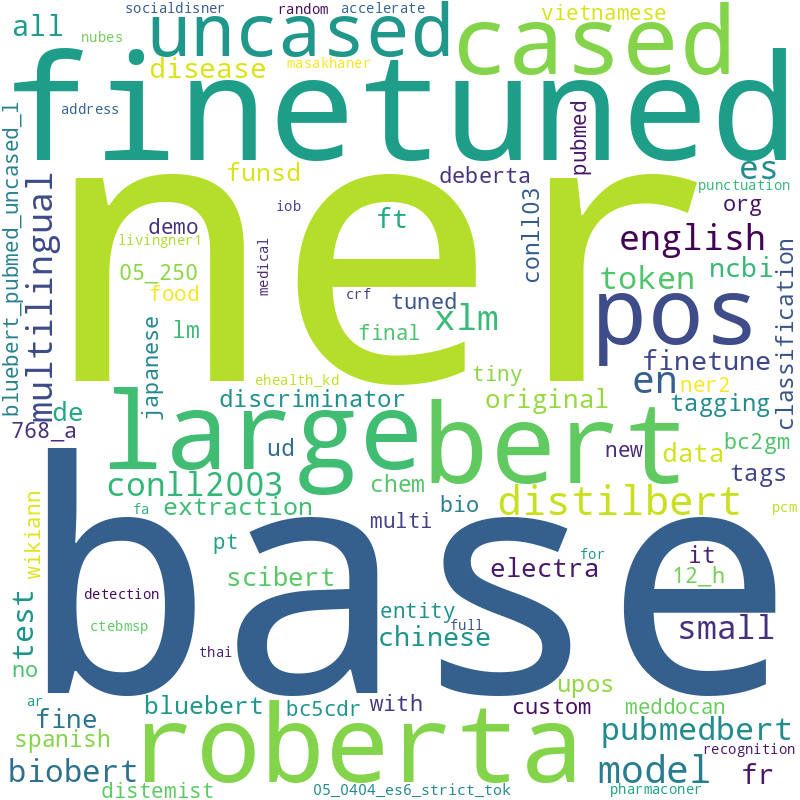 socialdisner random accelerate vietnamese
all nubes uncased cased
disease masakhaner
finetuned
address
bluebert_pubmed_uncased_l
funsd deberta pubmed es
punctuation
multilingual
ner
iob
conll03
org
demo ft english
livingner1
05_250 medical token ncbi
food crf tuned pos
classification
lm final xlm
japanese finetune
ehealth_kd tiny en ner2
de discriminator original tagging
768_a large bert
ud new data bc2gm
conll2003 chem tags
wikiann extraction distilbert
fa multi bio pcm
base
pt electra for it
scibert 12_h
detection entity
test ctebmsp chinese full small
thai
no upos
ar bluebert bc5cdr with custom meddocan
fine roberta pubmedbert
spanish recognition
biobert model fr
distemist 05_0404_es6_strict_tok pharmaconer